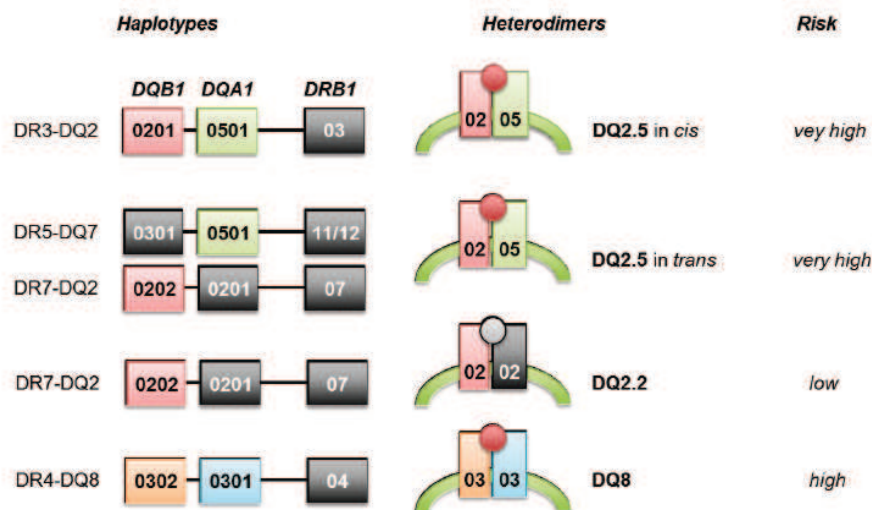 Haplotypes Heterodimers Risk
DQB1 DQA1 DRB1
DR3-DQ2 0201 0501 03 02 05 DQ2.5 in cis vey high
DR5-DQ7 0301 0501 11/12
02 05 DQ2.5 in trans very high
DR7-DQ2 0202 0201 07
DR7-DQ2 0202 0201 07 02 02 DQ2.2 low
DR4-DQ8 0302 0301 04 03 03 DQ8 high